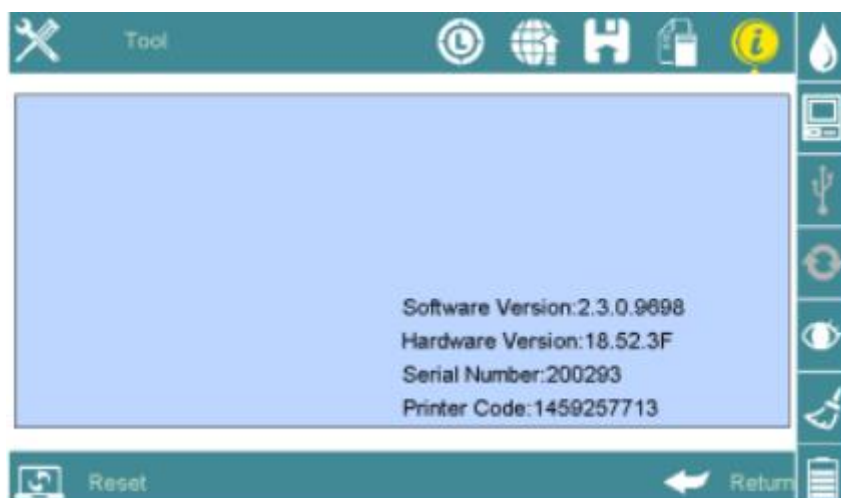 Tool
Software Version:2.3.0.9698
Hardware Version:18.52.3F
Serial Number:200293
Printer Code:1459257713
Reset
Return